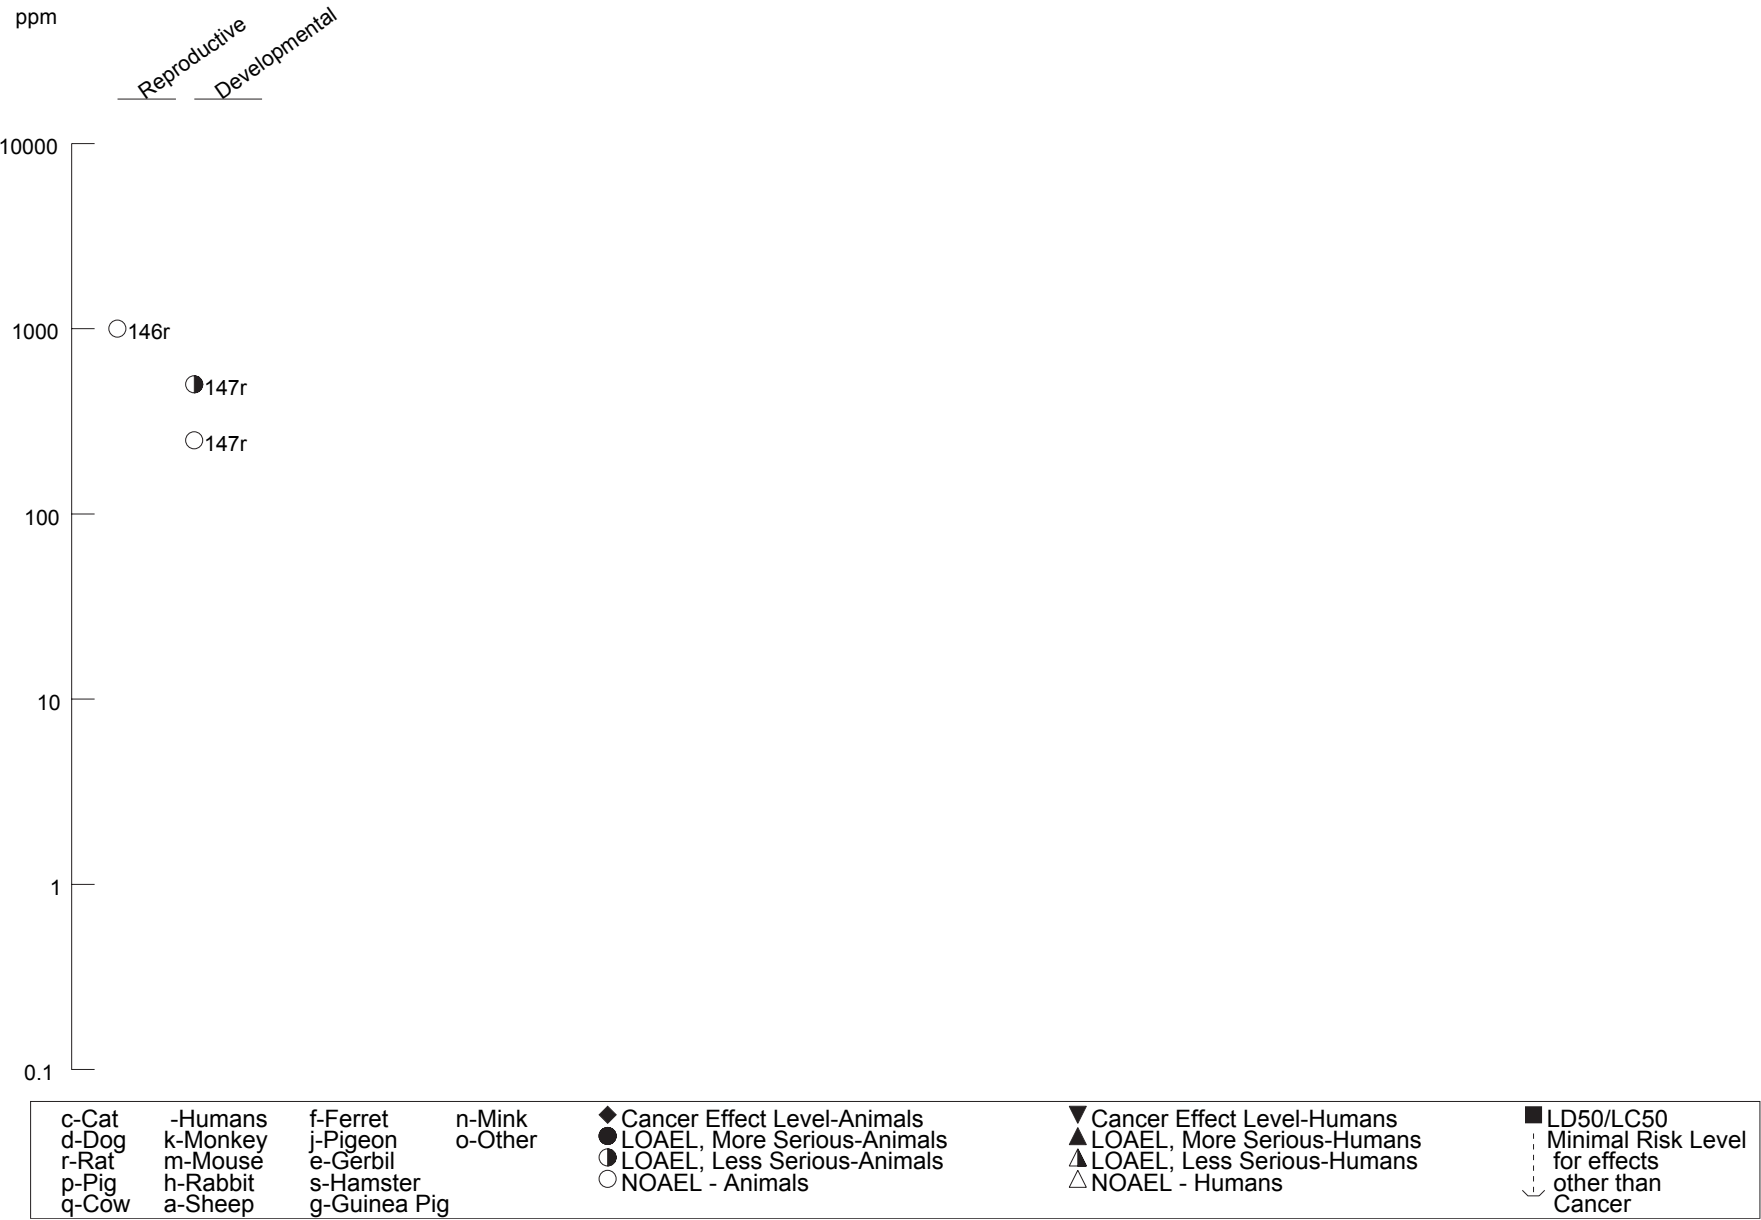 ppm
Reproductive
Developmental
10000
1000
146r
147r
147r
100
10
1
0.1
c-Cat
d-Dog
r-Rat
p-Pig
q-Cow
-Humans
k-Monkey
m-Mouse
h-Rabbit
a-Sheep
f-Ferret
j-Pigeon
e-Gerbil
s-Hamster
g-Guinea Pig
n-Mink
o-Other
Cancer Effect Level-Animals
LOAEL, More Serious-Animals
LOAEL, Less Serious-Animals
NOAEL - Animals
Cancer Effect Level-Humans
LOAEL, More Serious-Humans
LOAEL, Less Serious-Humans
NOAEL - Humans
LD50/LC50
Minimal Risk Level
for effects
other than
Cancer